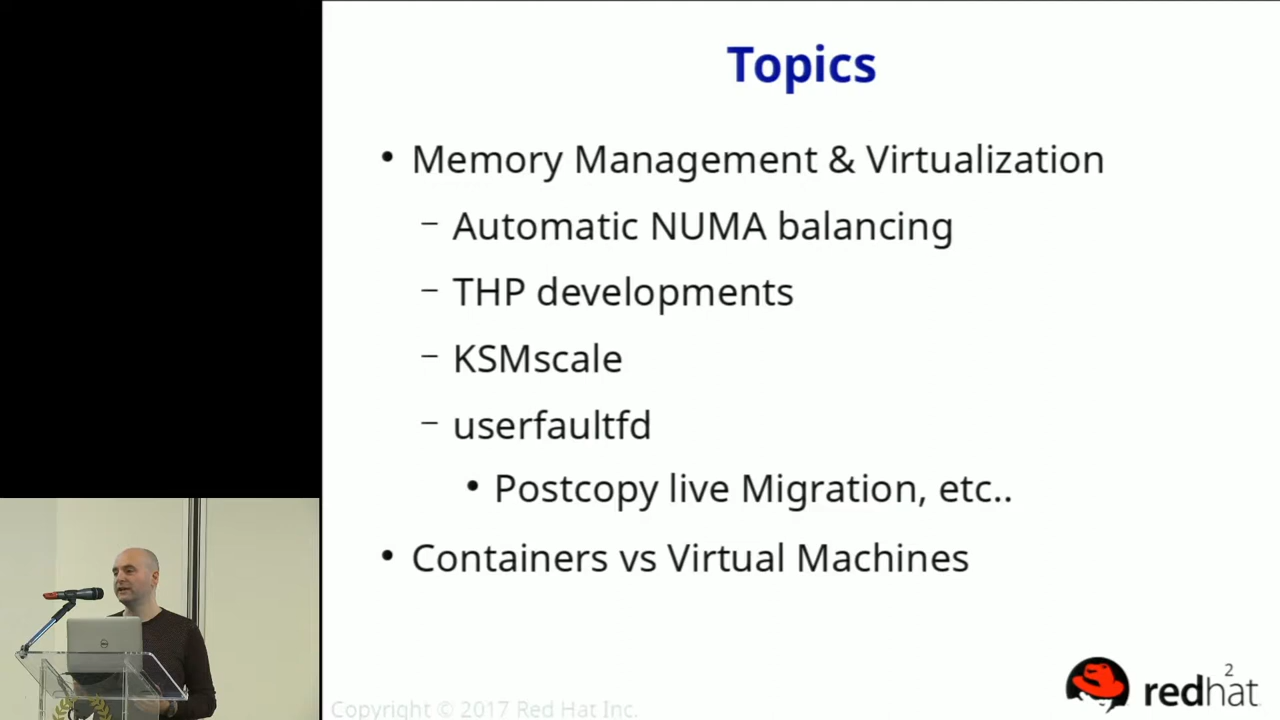 Topics
• Memory Management & Virtualization
– Automatic NUMA balancing
– THP developments
– KSMscale
– userfaultfd
• Postcopy live Migration, etc..
• Containers vs Virtual Machines
2
redhat
Copyright © 2017 Red Hat Inc.